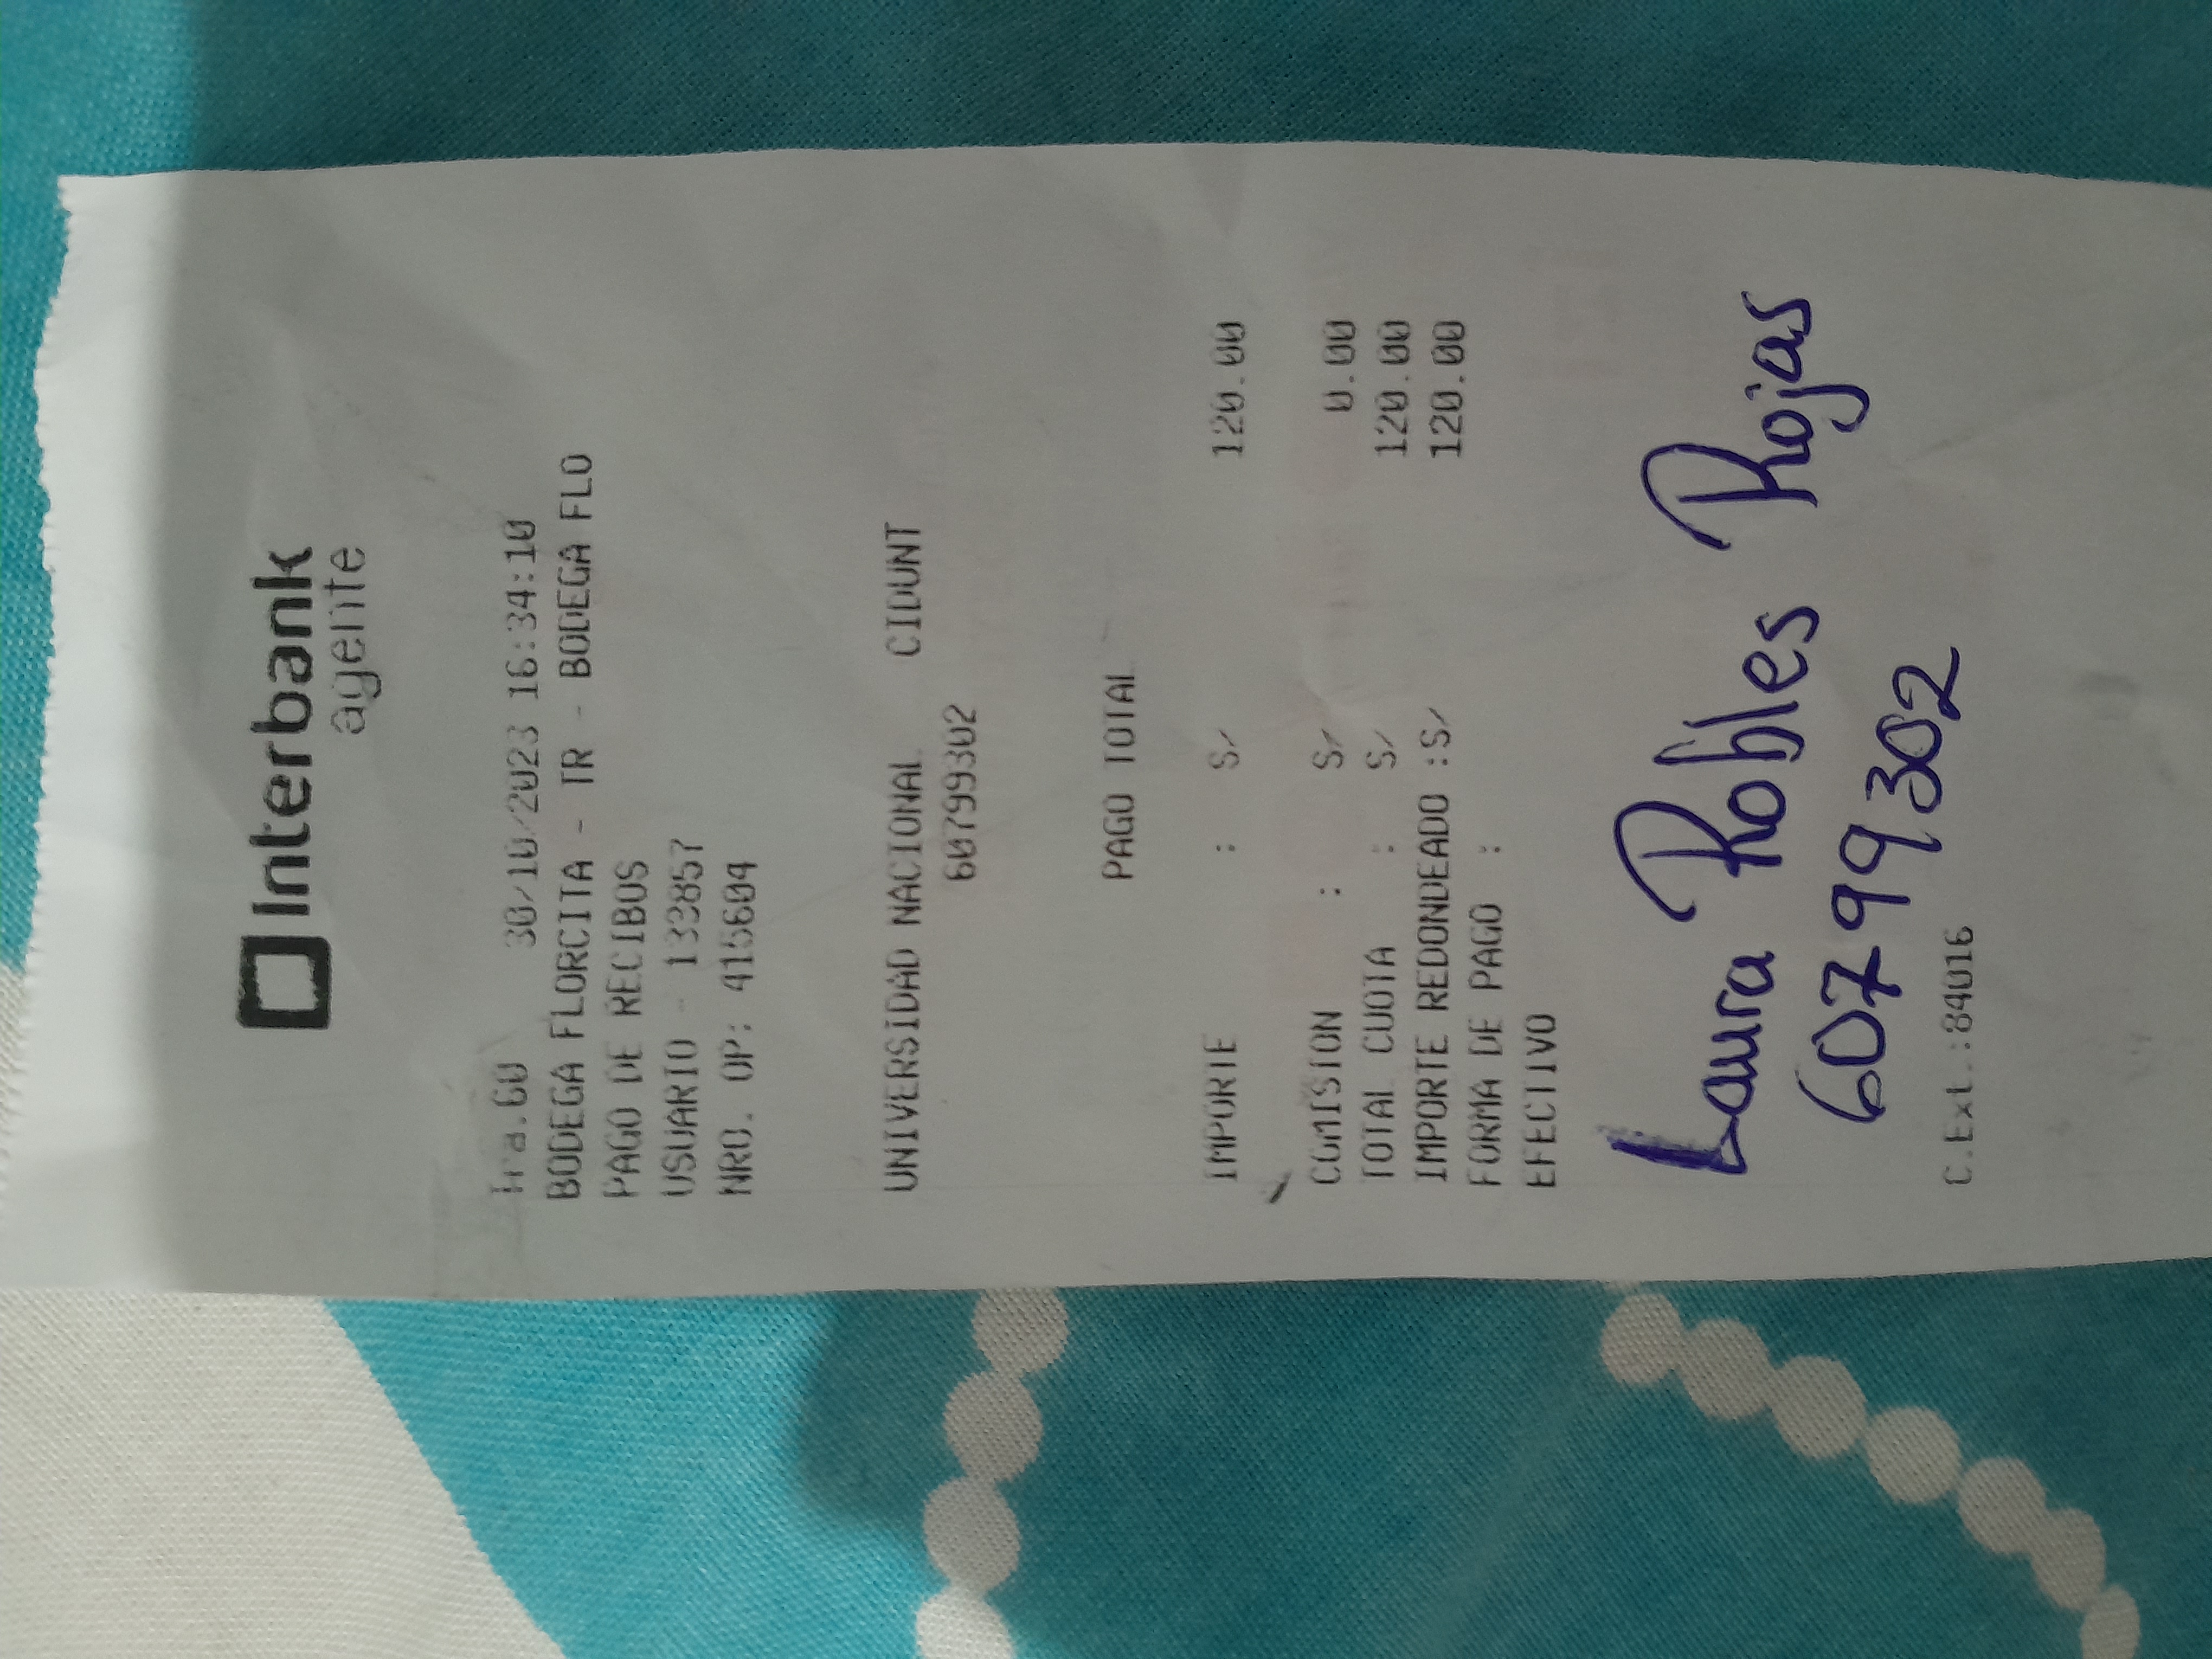 Interbank
agente
Tra.60 30/10/2023 16:34:10
BODEGA FLORCITA - TR - BODEGA FLO
PAGO DE RECIBOS
USUARIO - 133857
NRO. OP: 415604
UNIVERSIDAD NACIONAL CIDUNT
60799302
PAGO TOTAL
IMPORTE : S/ 120.00
COMISION : S/ 0.00
TOTAL CUOTA : S/ 120.00
IMPORTE REDONDEADO :S/ 120.00
FORMA DE PAGO :
EFECTIVO
Laura Robles Rojas
60799302
C.Ext.:84016